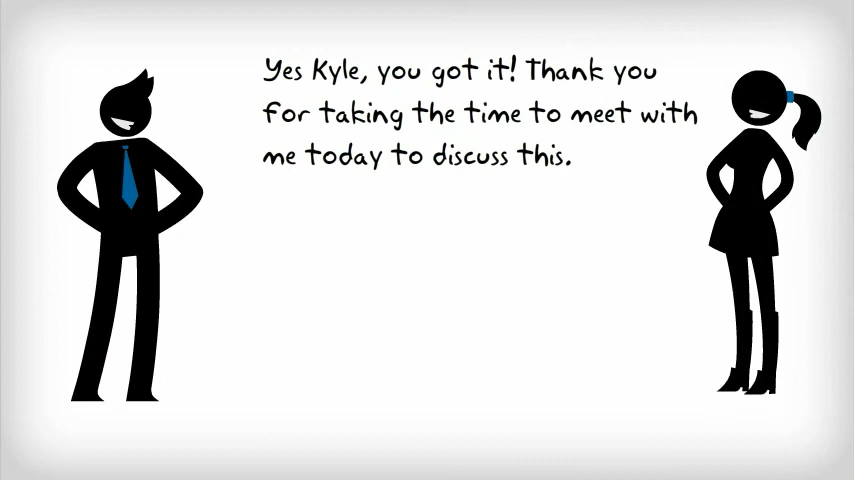 Yes Kyle, you got it! Thank you
for taking the time to meet with
me today to discuss this.